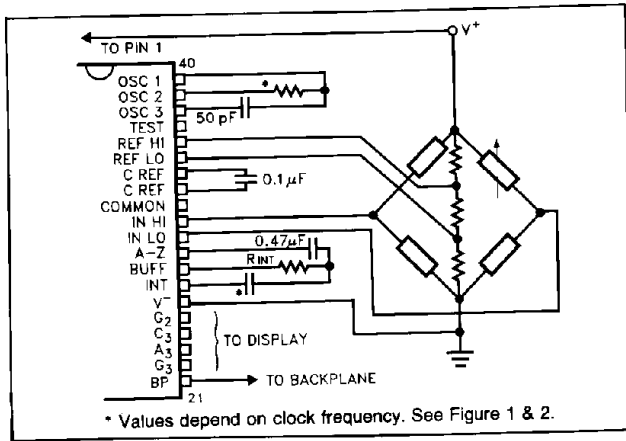 V+
TO PIN 1
40
OSC 1
OSC 2
*
OSC 3
50 pF
TEST
REF HI
REF LO
C REF
0.1µF
C REF
COMMON
IN HI
IN LO
0.47µF
A-Z
RINT
BUFF
INT
*
V-
G2
C3
TO DISPLAY
A3
G3
BP
TO BACKPLANE
21
* Values depend on clock frequency. See Figure 1 & 2.